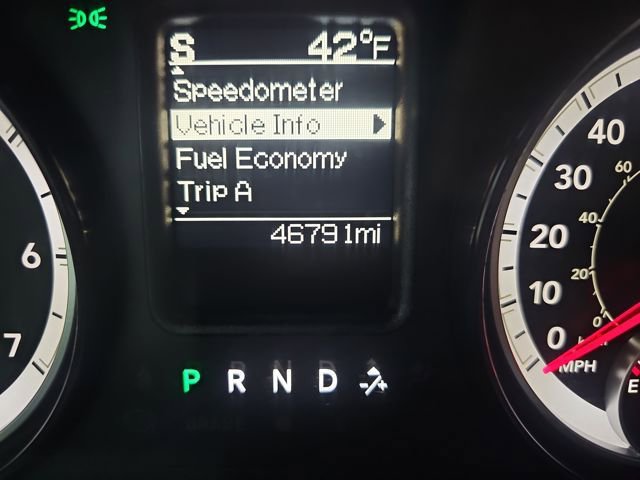 S 42°F
Speedometer
Vehicle Info
Fuel Economy
Trip A
46791mi
P R N D
6
7
40
30
20
10
0
MPH
60
40
20
0
E